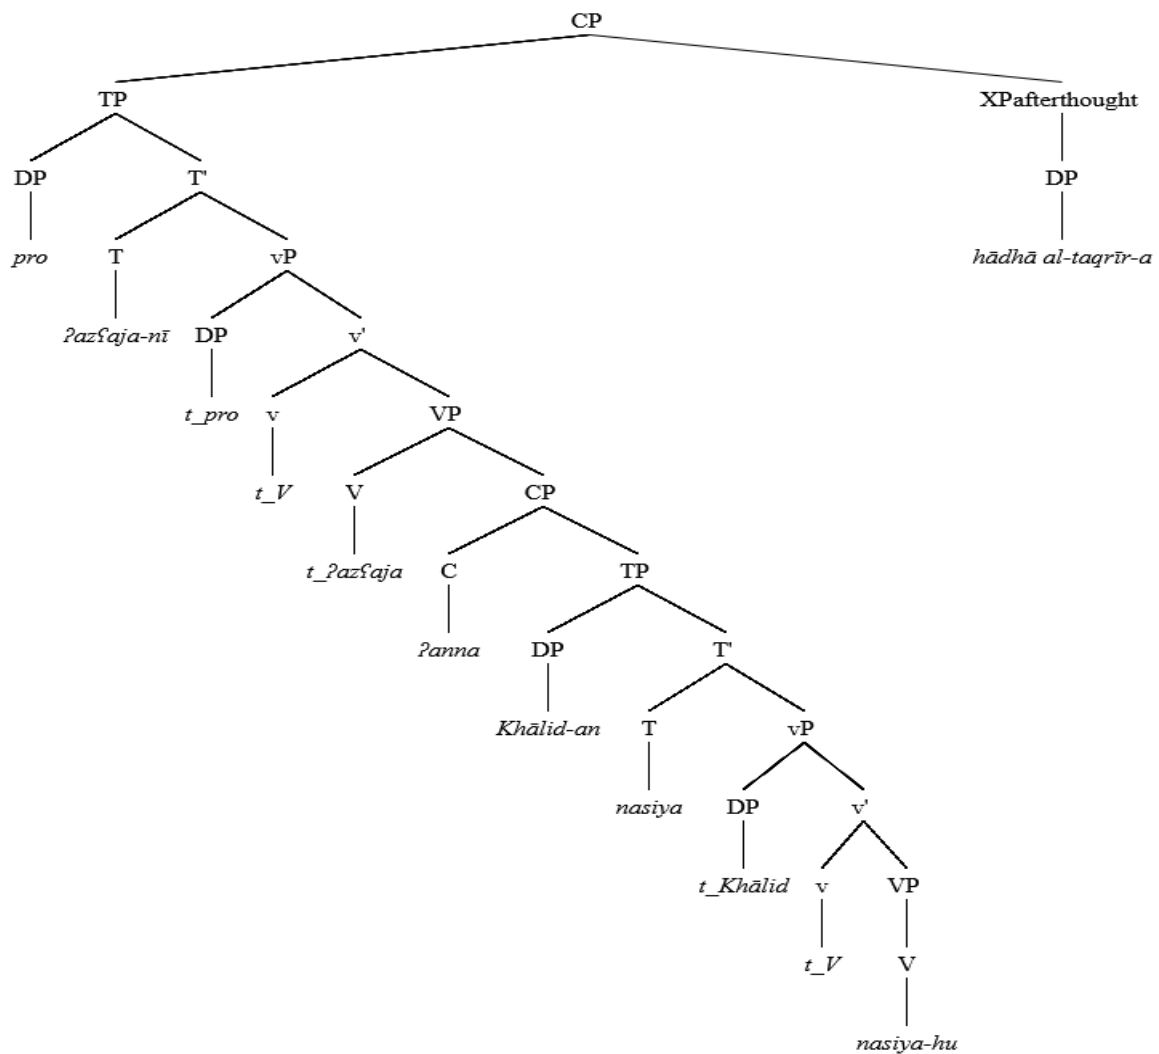 CP
TP XPafterthought
DP T' DP
pro T vP hādhā al-taqrīr-a
ʔazʕaja-nī DP v'
t_pro v VP
t_V V CP
t_ʔazʕaja C TP
ʔanna DP T'
Khālid-an T vP
nasiya DP v'
t_Khālid v VP
t_V V
nasiya-hu